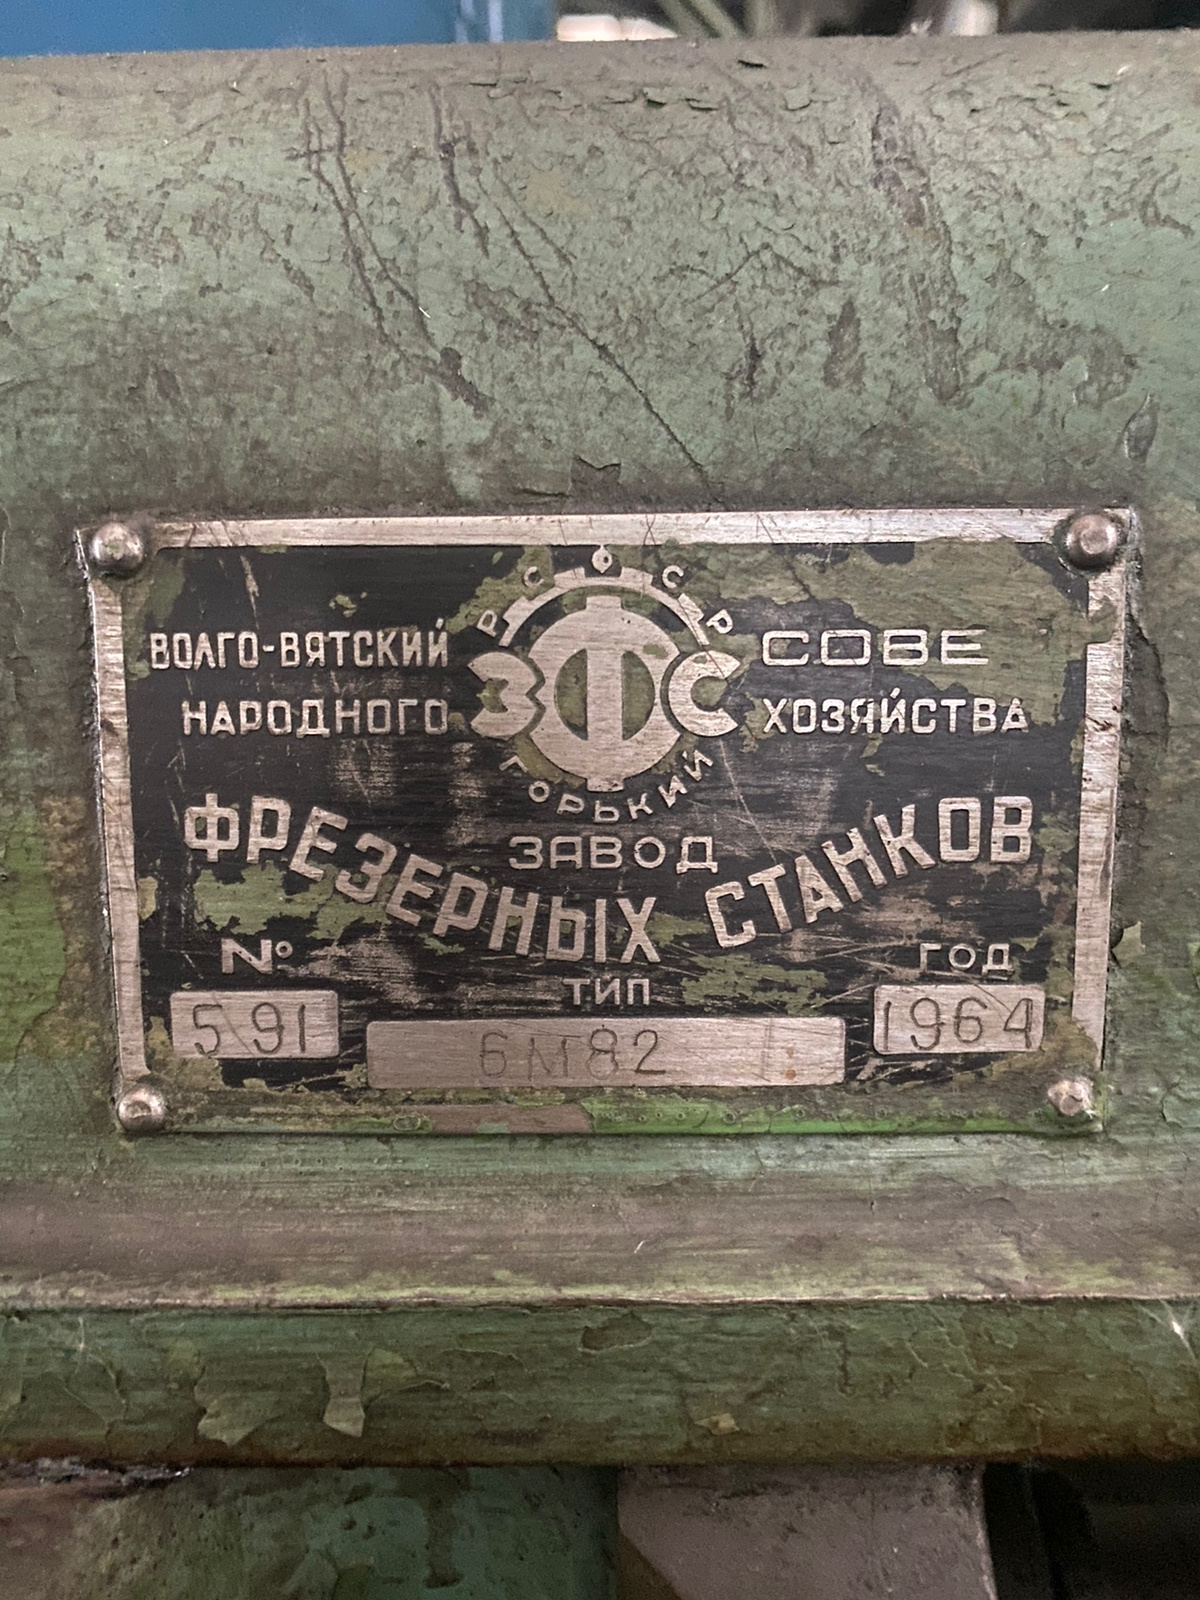 РСФСР
ВОЛГО-ВЯТСКИЙ СОВЕ
НАРОДНОГО ХОЗЯЙСТВА
ЗФС
ГОРЬКИЙ
ЗАВОД
ФРЕЗЕРНЫХ СТАНКОВ
№ ТИП ГОД
591 6М82 1964